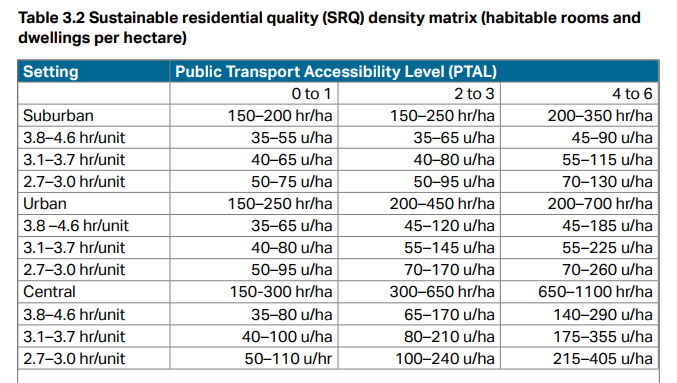 Table 3.2 Sustainable residential quality (SRQ) density matrix (habitable rooms and
dwellings per hectare)
Setting Public Transport Accessibility Level (PTAL)
0 to 1 2 to 3 4 to 6
Suburban 150–200 hr/ha 150–250 hr/ha 200–350 hr/ha
3.8–4.6 hr/unit 35–55 u/ha 35–65 u/ha 45–90 u/ha
3.1–3.7 hr/unit 40–65 u/ha 40–80 u/ha 55–115 u/ha
2.7–3.0 hr/unit 50–75 u/ha 50–95 u/ha 70–130 u/ha
Urban 150–250 hr/ha 200–450 hr/ha 200–700 hr/ha
3.8 –4.6 hr/unit 35–65 u/ha 45–120 u/ha 45–185 u/ha
3.1–3.7 hr/unit 40–80 u/ha 55–145 u/ha 55–225 u/ha
2.7–3.0 hr/unit 50–95 u/ha 70–170 u/ha 70–260 u/ha
Central 150-300 hr/ha 300–650 hr/ha 650–1100 hr/ha
3.8–4.6 hr/unit 35–80 u/ha 65–170 u/ha 140–290 u/ha
3.1–3.7 hr/unit 40–100 u/ha 80–210 u/ha 175–355 u/ha
2.7–3.0 hr/unit 50–110 u/hr 100–240 u/ha 215–405 u/ha